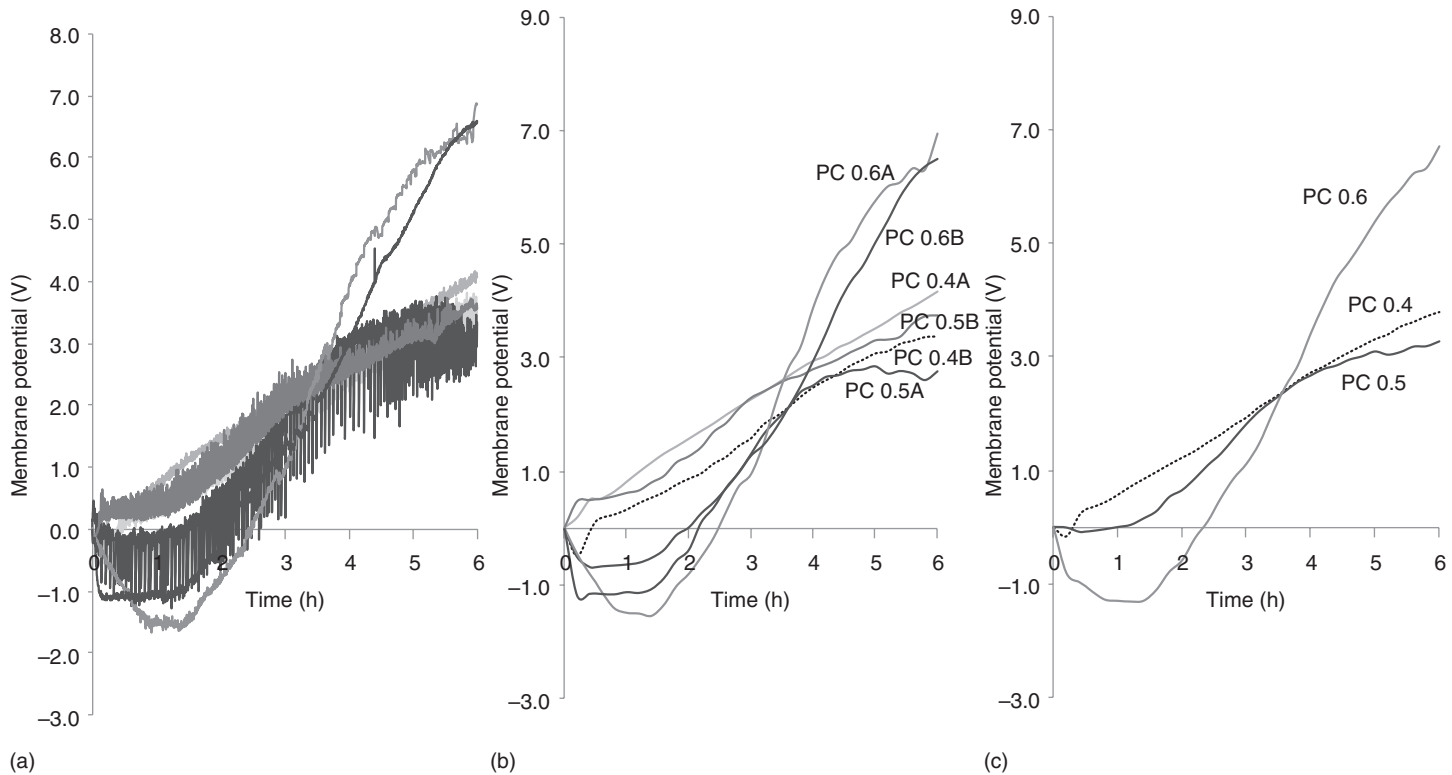 8.0
7.0
6.0
5.0
4.0
3.0
2.0
1.0
0.0
–1.0
–2.0
–3.0
Membrane potential (V)
0 1 2 3 4 5 6
Time (h)
(a)
9.0
7.0
5.0
3.0
1.0
–1.0
–3.0
Membrane potential (V)
0 1 2 3 4 5 6
Time (h)
PC 0.6A
PC 0.6B
PC 0.4A
PC 0.5B
PC 0.4B
PC 0.5A
(b)
9.0
7.0
5.0
3.0
1.0
–1.0
–3.0
Membrane potential (V)
0 1 2 3 4 5 6
Time (h)
PC 0.6
PC 0.4
PC 0.5
(c)